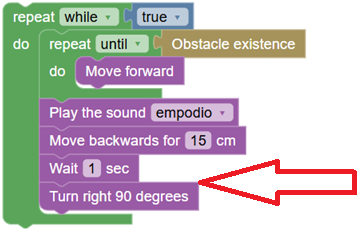 repeat while true
do repeat until Obstacle existence
do Move forward
Play the sound empodio
Move backwards for 15 cm
Wait 1 sec
Turn right 90 degrees